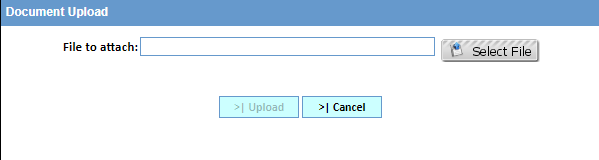 Document Upload
File to attach: Select File
>| Upload >| Cancel